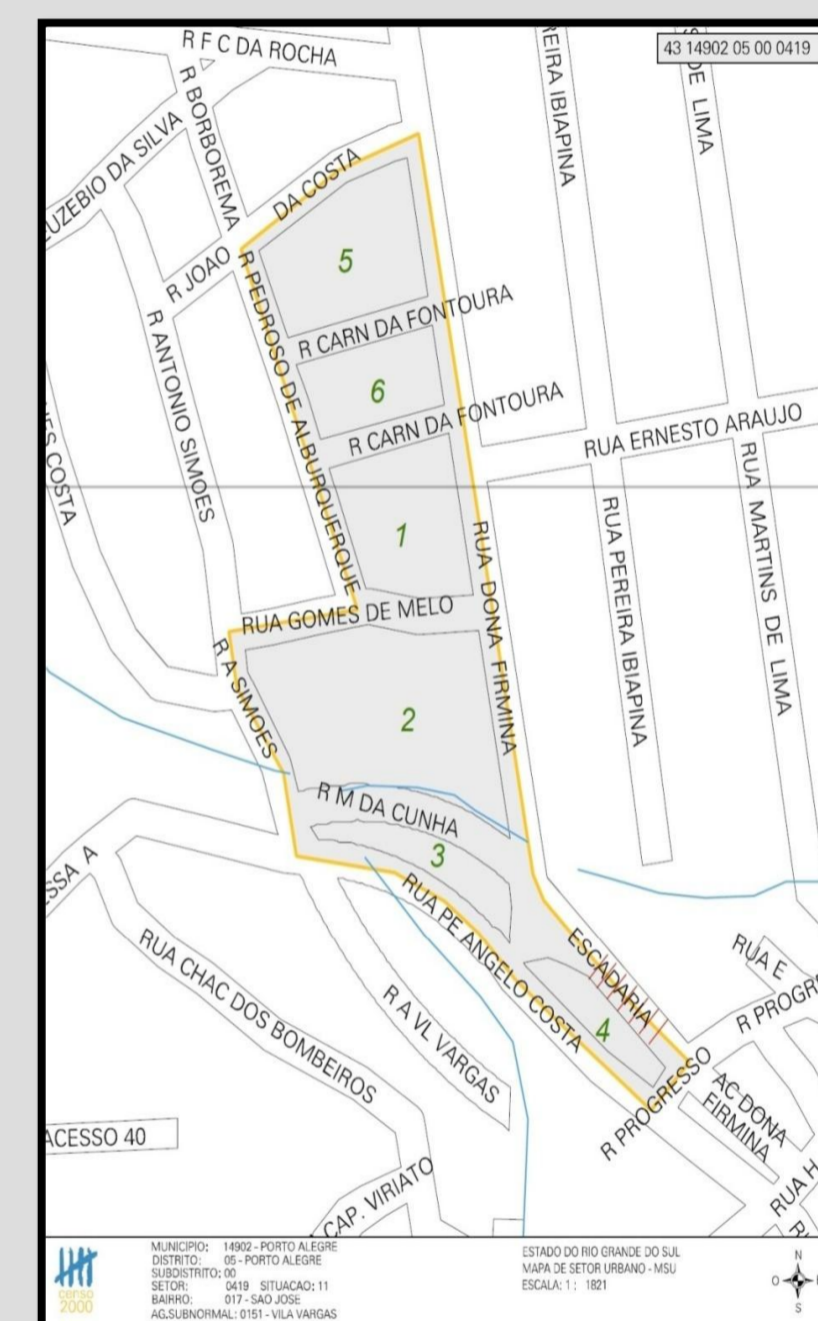 43 14902 05 00 0419
R F C DA ROCHA
R BORBOREMA
EUZEBIO DA SILVA
REIRA IBIAPINA
DE LIMA
R JOAO DA COSTA
5
R PEDROSO DE ALBURQUERQUE
R CARN DA FONTOURA
R ANTONIO SIMOES
6
R CARN DA FONTOURA
RUA ERNESTO ARAUJO
COSTA
1
RUA DONA FIRMINA
RUA PEREIRA IBIAPINA
RUA MARTINS DE LIMA
RUA GOMES DE MELO
R A SIMOES
2
R M DA CUNHA
3
ESSA A
RUA PE ANGELO COSTA
ESCADARIA
4
RUA E
R PROGR
RUA CHAC DOS BOMBEIROS
R A VL VARGAS
R PROGRESSO
AC DONA
FIRMINA
ACESSO 40
CAP. VIRIATO
RUA H
censo
2000
MUNICIPIO: 14902 - PORTO ALEGRE
DISTRITO: 05 - PORTO ALEGRE
SUBDISTRITO: 00
SETOR: 0419 SITUACAO: 11
BAIRRO: 017 - SAO JOSE
AG.SUBNORMAL: 0151 - VILA VARGAS
ESTADO DO RIO GRANDE DO SUL
MAPA DE SETOR URBANO - MSU
ESCALA: 1 : 1821
N
O
S